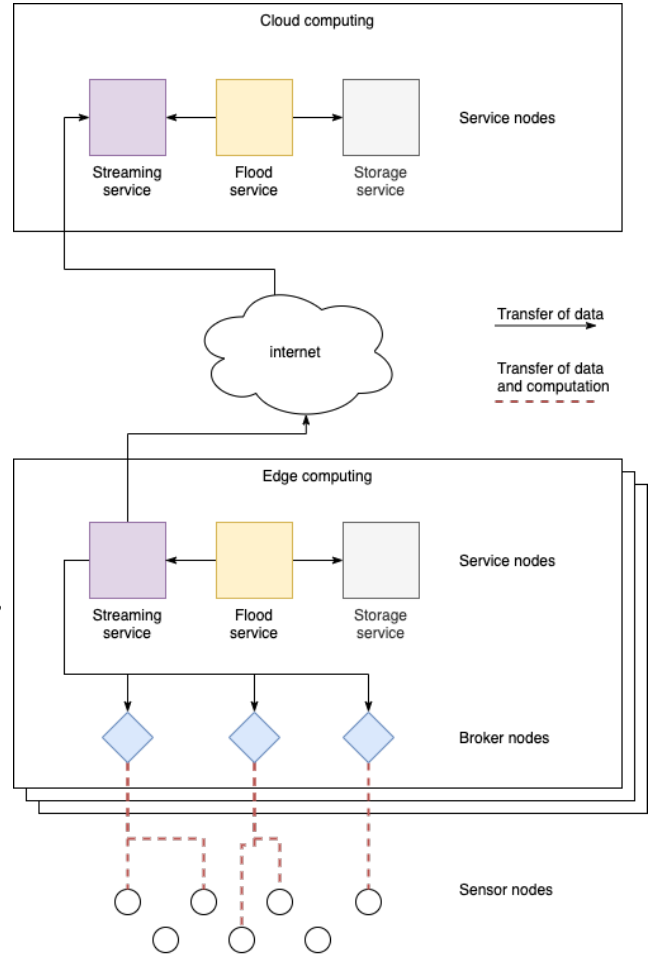 Cloud computing
Service nodes
Streaming
service
Flood
service
Storage
service
internet
Transfer of data
Transfer of data
and computation
Edge computing
Service nodes
Streaming
service
Flood
service
Storage
service
Broker nodes
Sensor nodes